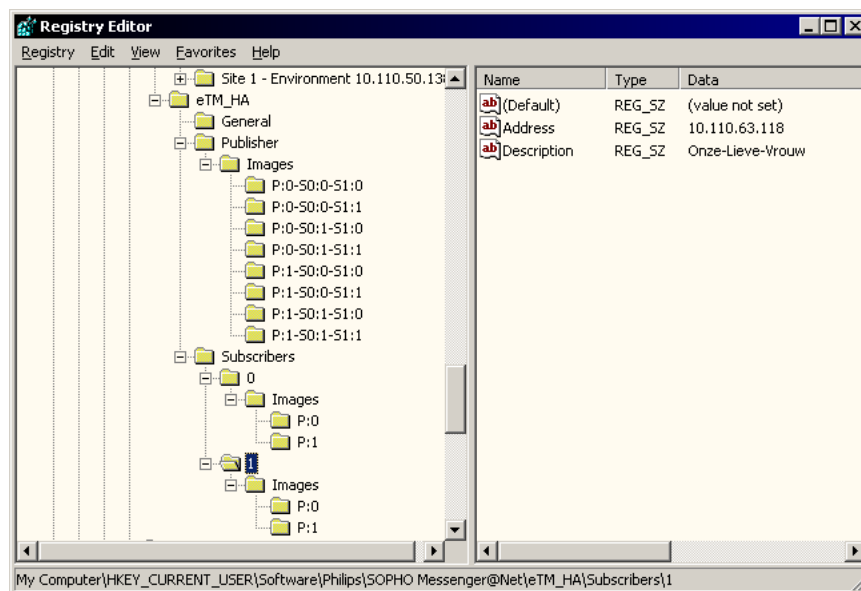 Registry Editor
Registry Edit View Favorites Help
Site 1 - Environment 10.110.50.13
eTM_HA
General
Publisher
Images
P:0-S0:0-S1:0
P:0-S0:0-S1:1
P:0-S0:1-S1:0
P:0-S0:1-S1:1
P:1-S0:0-S1:0
P:1-S0:0-S1:1
P:1-S0:1-S1:0
P:1-S0:1-S1:1
Subscribers
0
Images
P:0
P:1
1
Images
P:0
P:1
Name Type Data
ab (Default) REG_SZ (value not set)
ab Address REG_SZ 10.110.63.118
ab Description REG_SZ Onze-Lieve-Vrouw
My Computer\HKEY_CURRENT_USER\Software\Philips\SOPHO Messenger@Net\eTM_HA\Subscribers\1